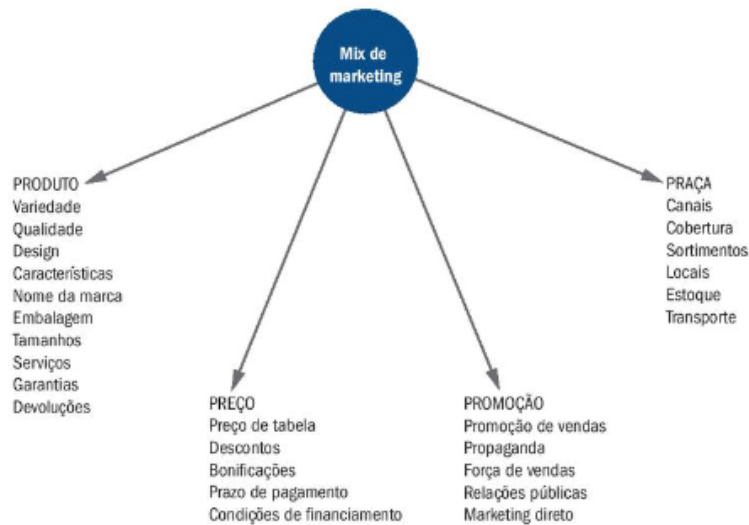 Mix de
marketing
PRODUTO
Variedade
Qualidade
Design
Características
Nome da marca
Embalagem
Tamanhos
Serviços
Garantias
Devoluções
PREÇO
Preço de tabela
Descontos
Bonificações
Prazo de pagamento
Condições de financiamento
PROMOÇÃO
Promoção de vendas
Propaganda
Força de vendas
Relações públicas
Marketing direto
PRAÇA
Canais
Cobertura
Sortimentos
Locais
Estoque
Transporte